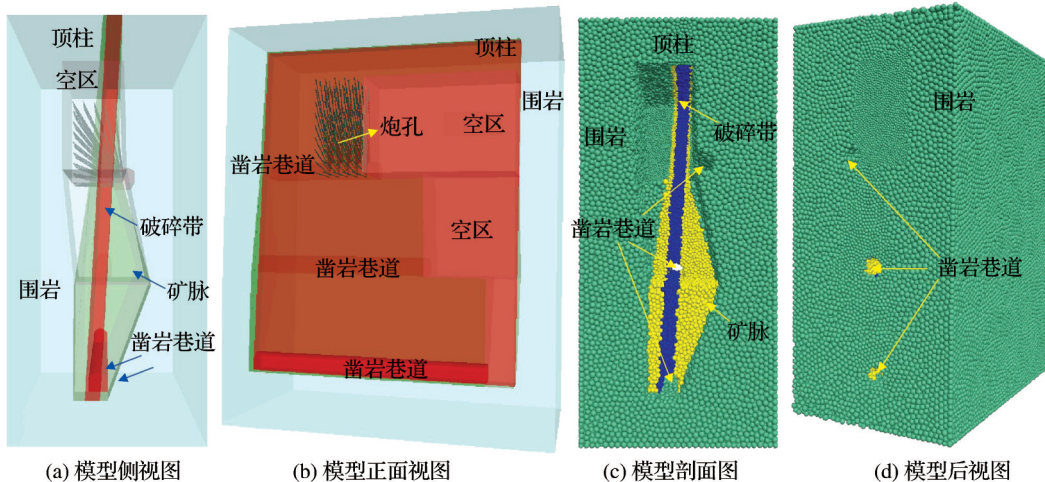 顶柱
空区
破碎带
围岩
矿脉
凿岩巷道
(a) 模型侧视图
顶柱
围岩
炮孔
空区
凿岩巷道
空区
凿岩巷道
凿岩巷道
(b) 模型正面视图
顶柱
围岩
破碎带
凿岩巷道
矿脉
(c) 模型剖面图
围岩
凿岩巷道
(d) 模型后视图